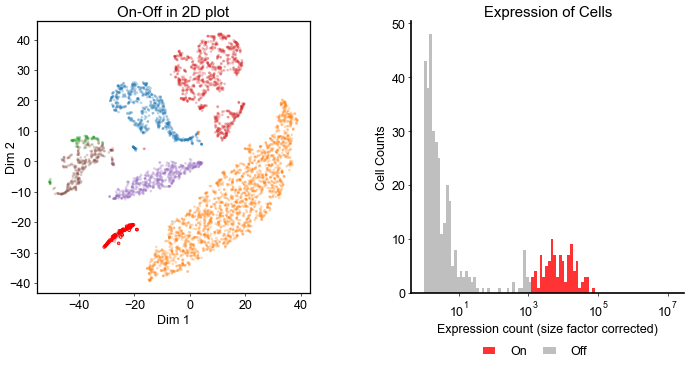 On-Off in 2D plot
Dim 2
40
30
20
10
0
−10
−20
−30
−40
−40 −20 0 20 40
Dim 1
Expression of Cells
Cell Counts
50
40
30
20
10
0
10^1 10^3 10^5 10^7
Expression count (size factor corrected)
On Off